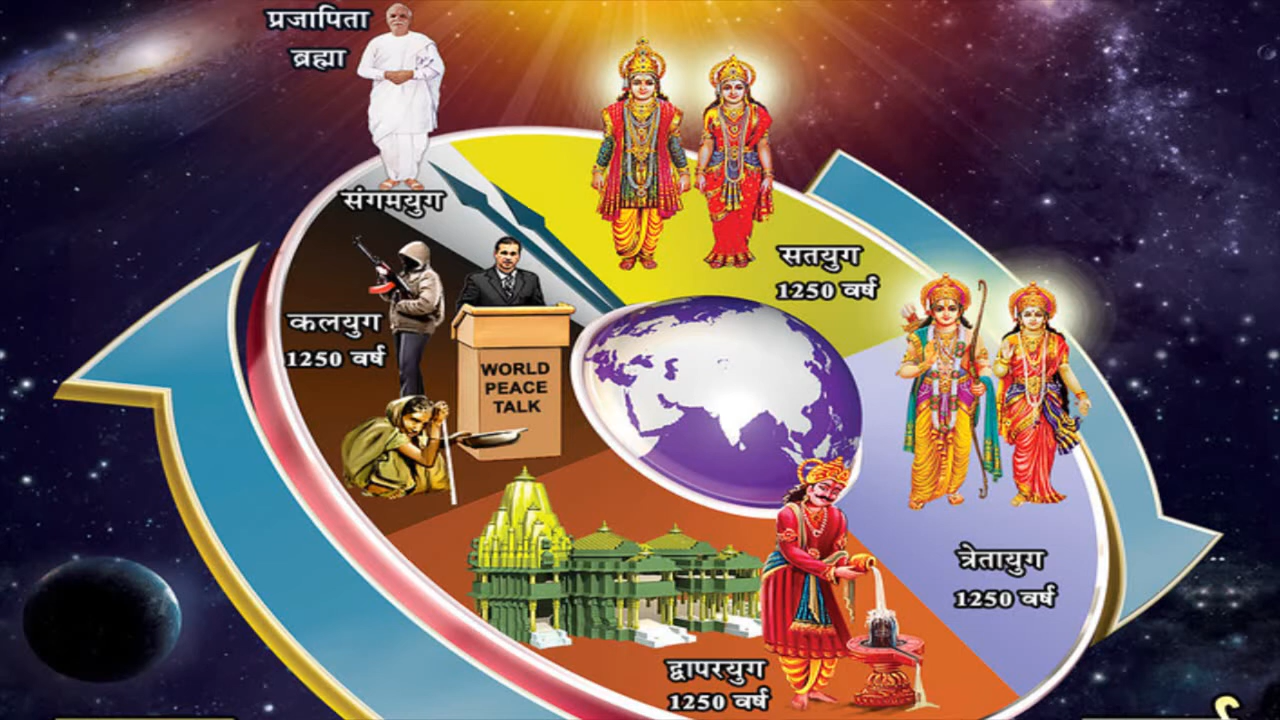 प्रजापिता
ब्रह्मा
संगमयुग
सतयुग
1250 वर्ष
कलयुग
1250 वर्ष
WORLD
PEACE
TALK
त्रेतायुग
1250 वर्ष
द्वापरयुग
1250 वर्ष